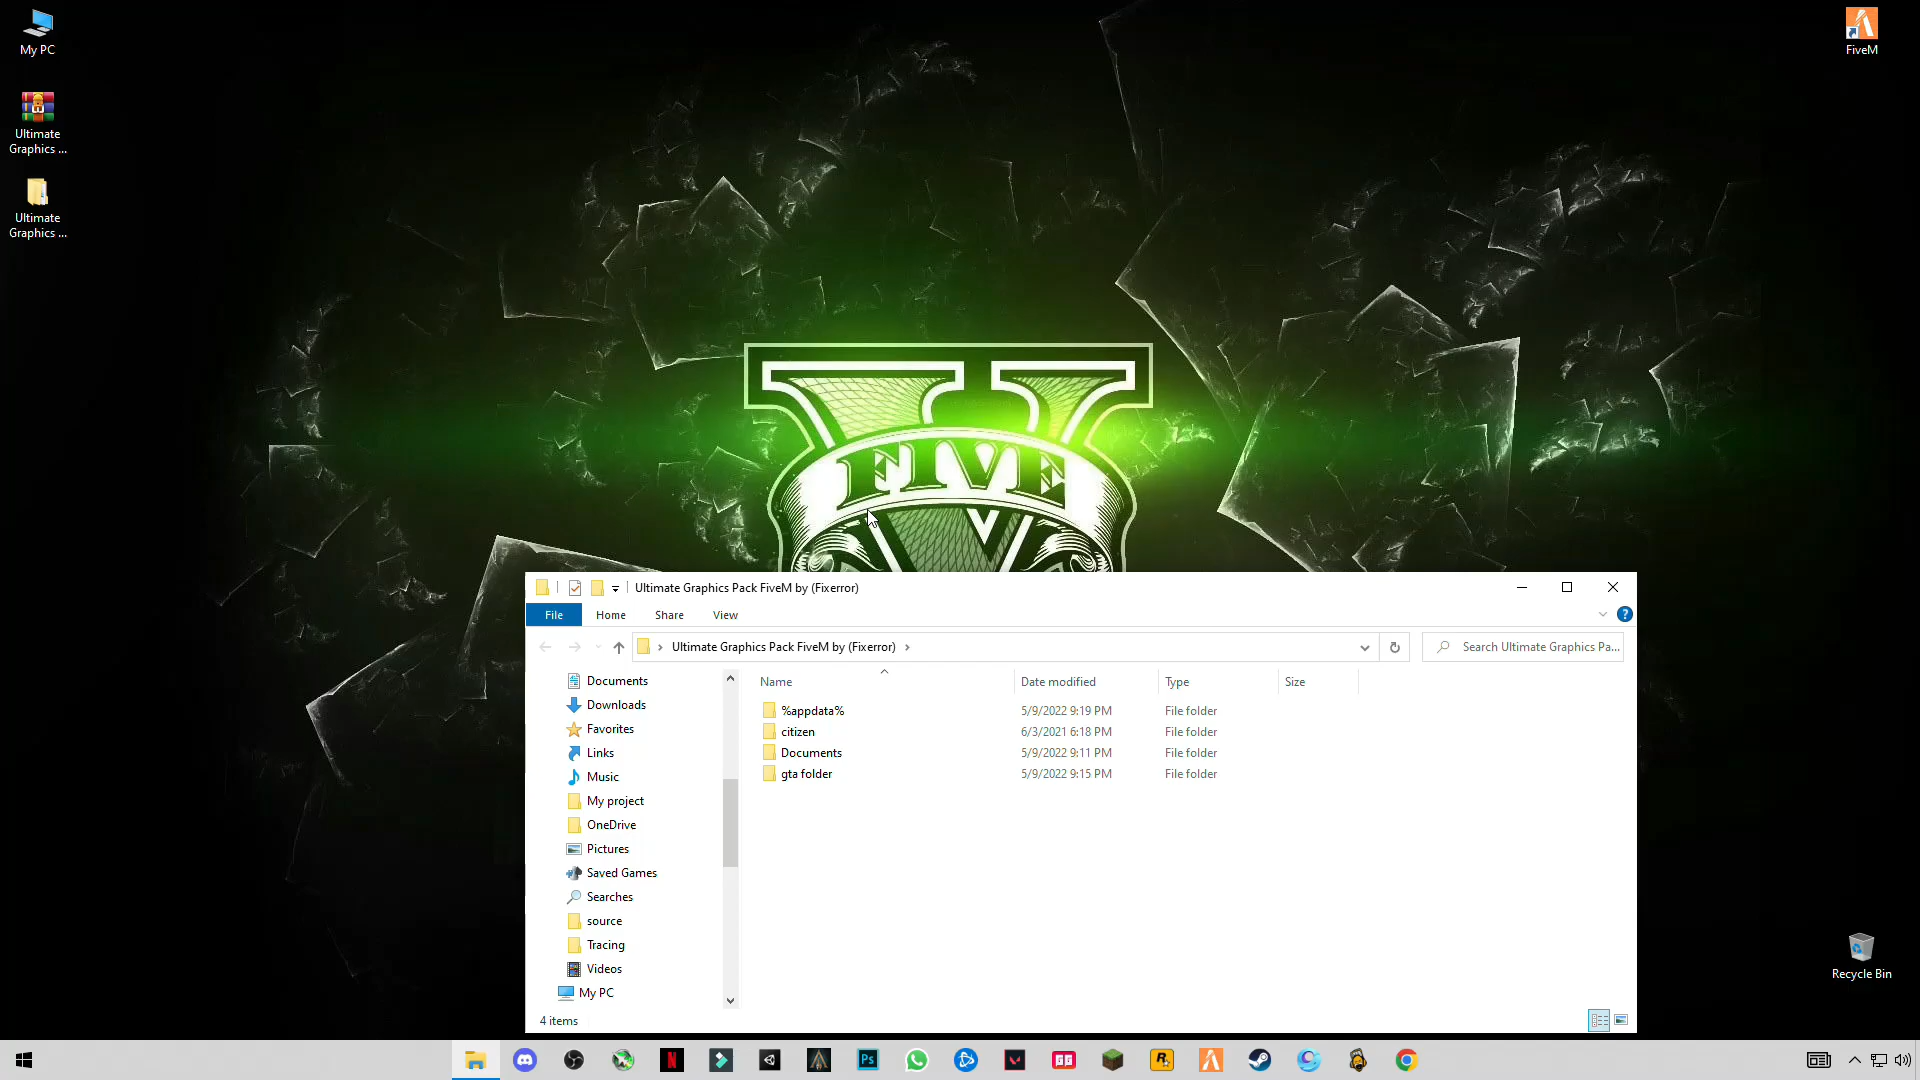 My PC
Ultimate
Graphics ...
Ultimate
Graphics ...
FiveM
FIVE
Ultimate Graphics Pack FiveM by (Fixerror)
File Home Share View
Ultimate Graphics Pack FiveM by (Fixerror)
Search Ultimate Graphics Pa...
Documents
Downloads
Favorites
Links
Music
My project
OneDrive
Pictures
Saved Games
Searches
source
Tracing
Videos
My PC
Name Date modified Type Size
%appdata% 5/9/2022 9:19 PM File folder
citizen 6/3/2021 6:18 PM File folder
Documents 5/9/2022 9:11 PM File folder
gta folder 5/9/2022 9:15 PM File folder
4 items
Recycle Bin